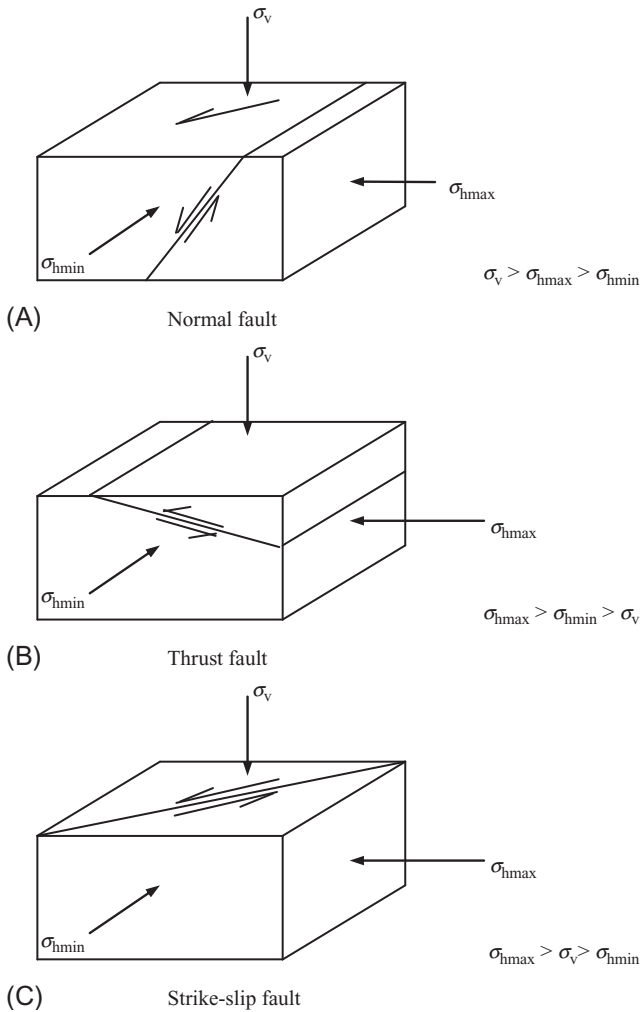 σv
σhmax
σhmin
σv > σhmax > σhmin
(A)
Normal fault
σv
σhmax
σhmin
σhmax > σhmin > σv
(B)
Thrust fault
σv
σhmax
σhmin
σhmax > σv> σhmin
(C)
Strike-slip fault